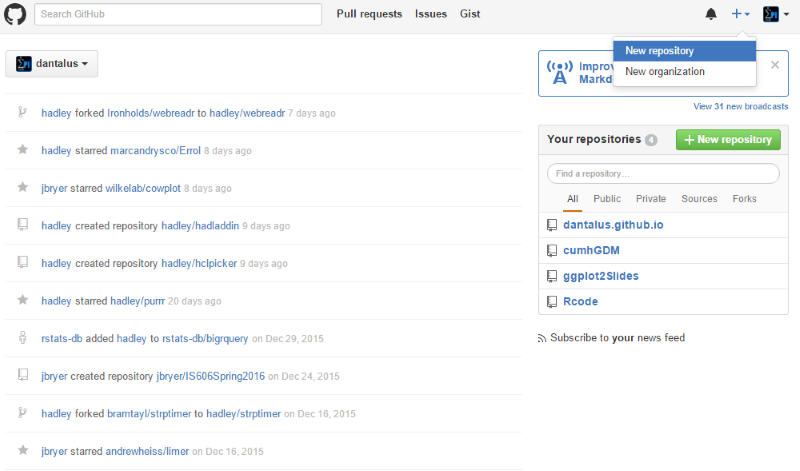 Search GitHub
Pull requests Issues Gist
New repository
New organization
dantalus
Improv
Markdo
View 31 new broadcasts
hadley forked Ironholds/webreadr to hadley/webreadr 7 days ago
hadley starred marcandrysco/Errol 8 days ago
jbryer starred wilkelab/cowplot 8 days ago
hadley created repository hadley/hadladdin 9 days ago
hadley created repository hadley/hclpicker 9 days ago
hadley starred hadley/purrr 20 days ago
rstats-db added hadley to rstats-db/bigrquery on Dec 29, 2015
jbryer created repository jbryer/IS606Spring2016 on Dec 24, 2015
hadley forked bramtayl/strptimer to hadley/strptimer on Dec 16, 2015
jbryer starred andrewheiss/limer on Dec 16, 2015
Your repositories 4
New repository
Find a repository…
All Public Private Sources Forks
dantalus.github.io
cumhGDM
ggplot2Slides
Rcode
Subscribe to your news feed